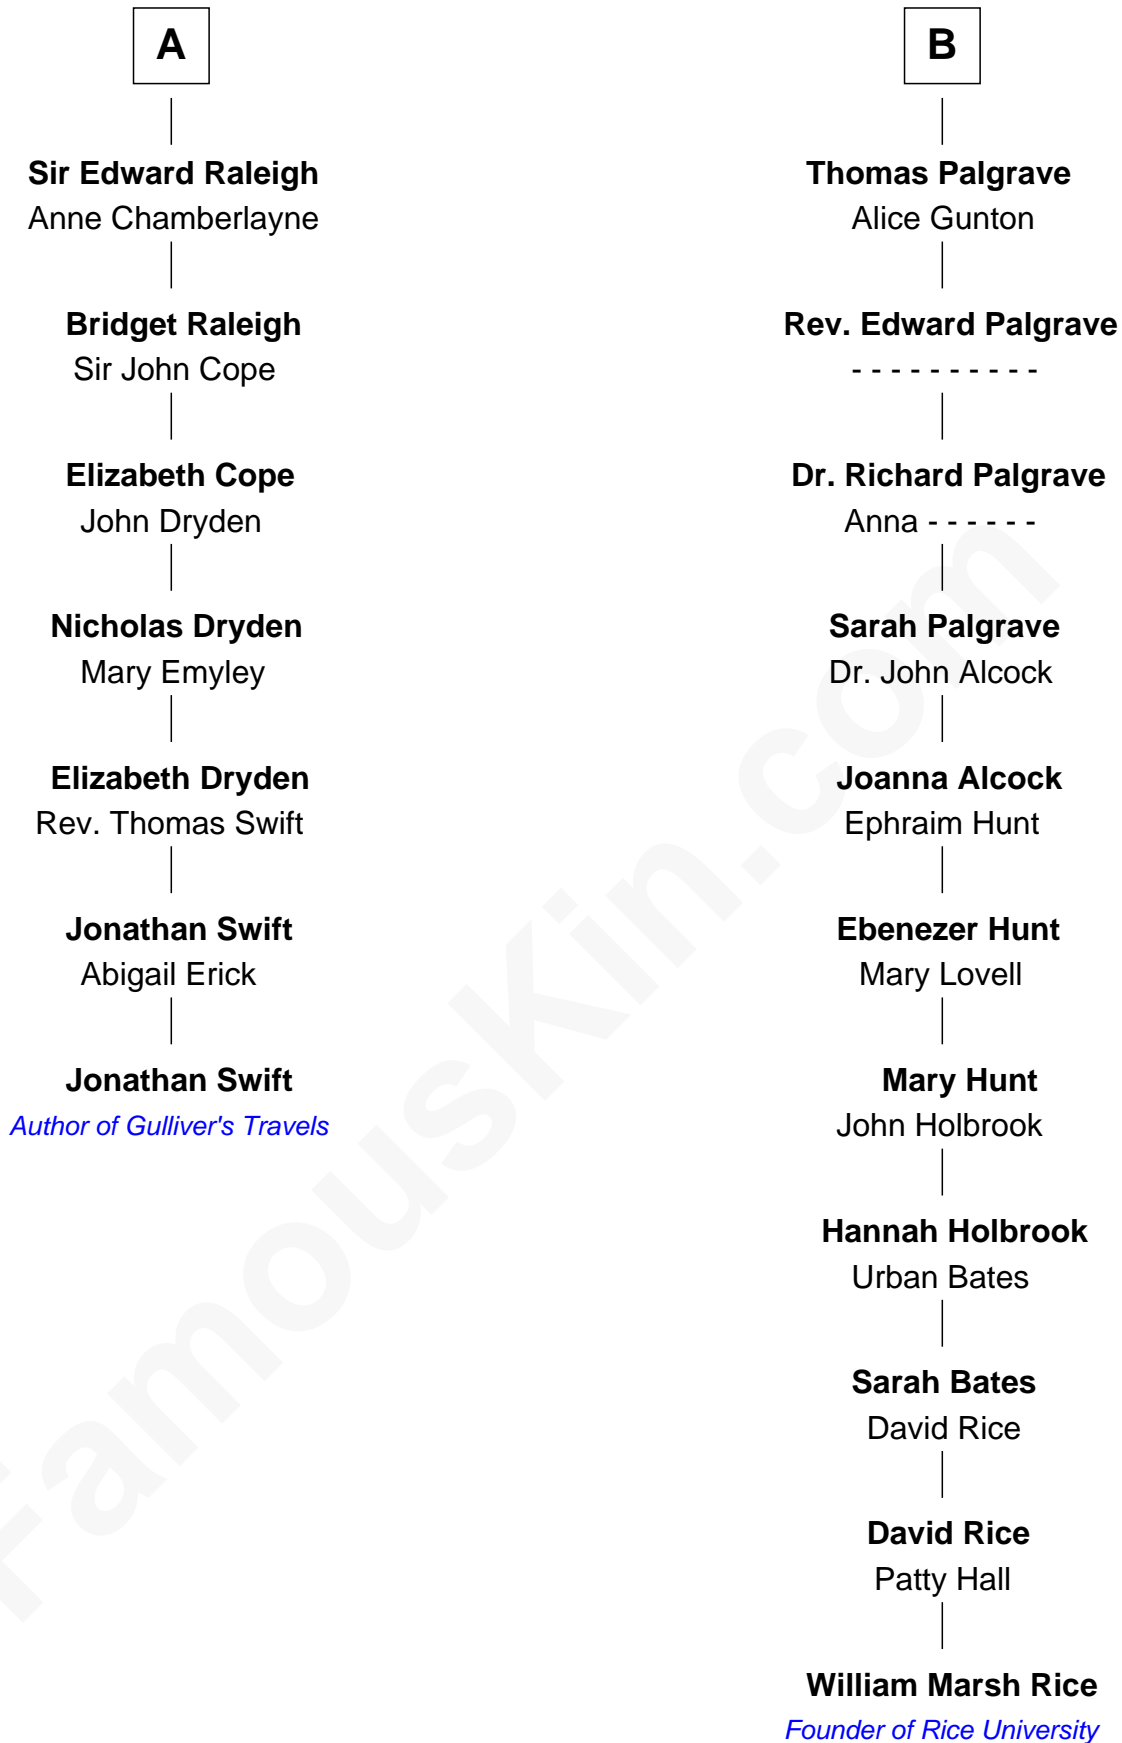 A
Sir Edward Raleigh
Anne Chamberlayne
Bridget Raleigh
Sir John Cope
Elizabeth Cope
John Dryden
Nicholas Dryden
Mary Emyley
Elizabeth Dryden
Rev. Thomas Swift
Jonathan Swift
Abigail Erick
Jonathan Swift
Author of Gulliver's Travels
B
Thomas Palgrave
Alice Gunton
Rev. Edward Palgrave
- - - - - - - - - -
Dr. Richard Palgrave
Anna - - - - - -
Sarah Palgrave
Dr. John Alcock
Joanna Alcock
Ephraim Hunt
Ebenezer Hunt
Mary Lovell
Mary Hunt
John Holbrook
Hannah Holbrook
Urban Bates
Sarah Bates
David Rice
David Rice
Patty Hall
William Marsh Rice
Founder of Rice University
FamousKin.com